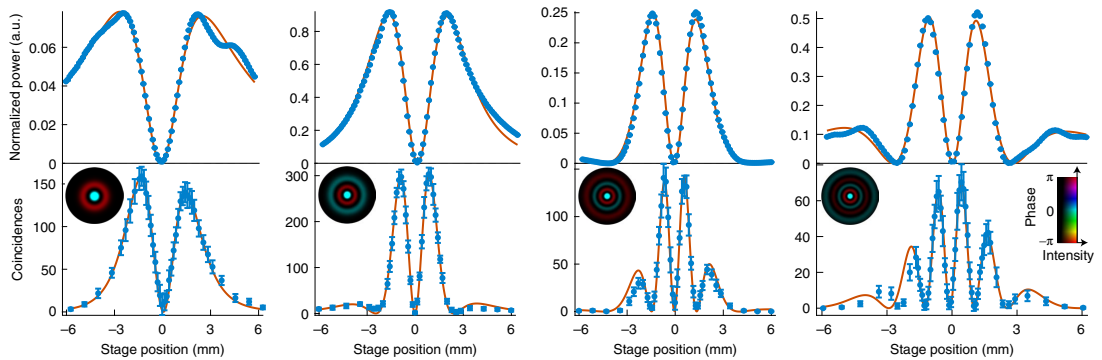 Normalized power (a.u.)
0.06
0.04
0.02
0
0.8
0.6
0.4
0.2
0
0.25
0.20
0.15
0.10
0.05
0
0.5
0.4
0.3
0.2
0.1
0
Coincidences
150
100
50
0
300
200
100
0
100
50
0
60
40
20
0
Phase
π
0
−π
Intensity
−6 −3 0 3 6
−6 −3 0 3 6
−6 −3 0 3 6
−6 −3 0 3 6
Stage position (mm)
Stage position (mm)
Stage position (mm)
Stage position (mm)